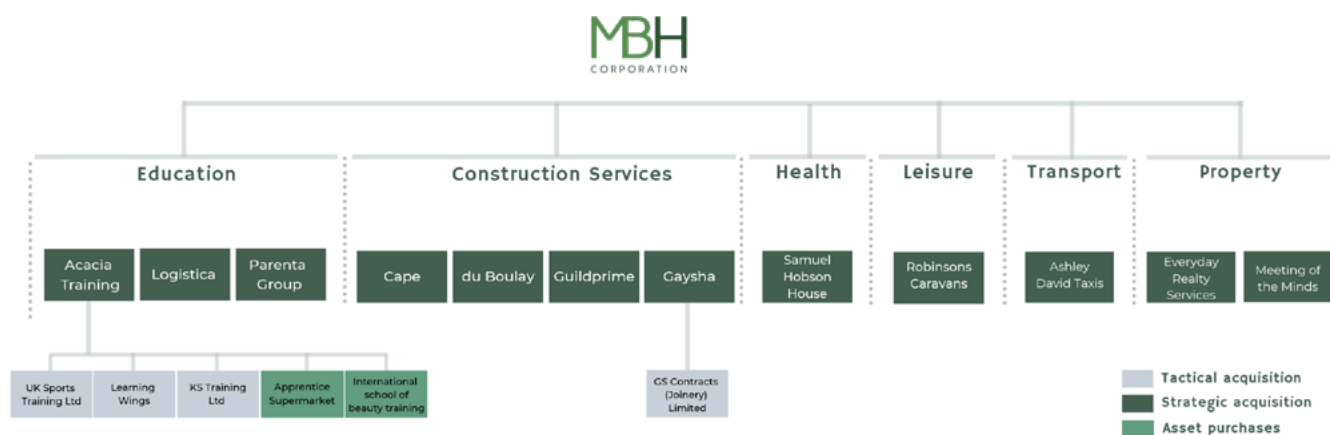 MBH
CORPORATION
Education
Construction Services
Health
Leisure
Transport
Property
Acacia
Training
Logistica
Parenta
Group
Cape
du Boulay
Guildprime
Gaysha
Samuel
Hobson
House
Robinsons
Caravans
Ashley
David Taxis
Everyday
Realty
Services
Meeting of
the Minds
UK Sports
Training Ltd
Learning
Wings
KS Training
Ltd
Apprentice
Supermarket
International
school of
beauty training
GS Contracts
(Joinery)
Limited
Tactical acquisition
Strategic acquisition
Asset purchases